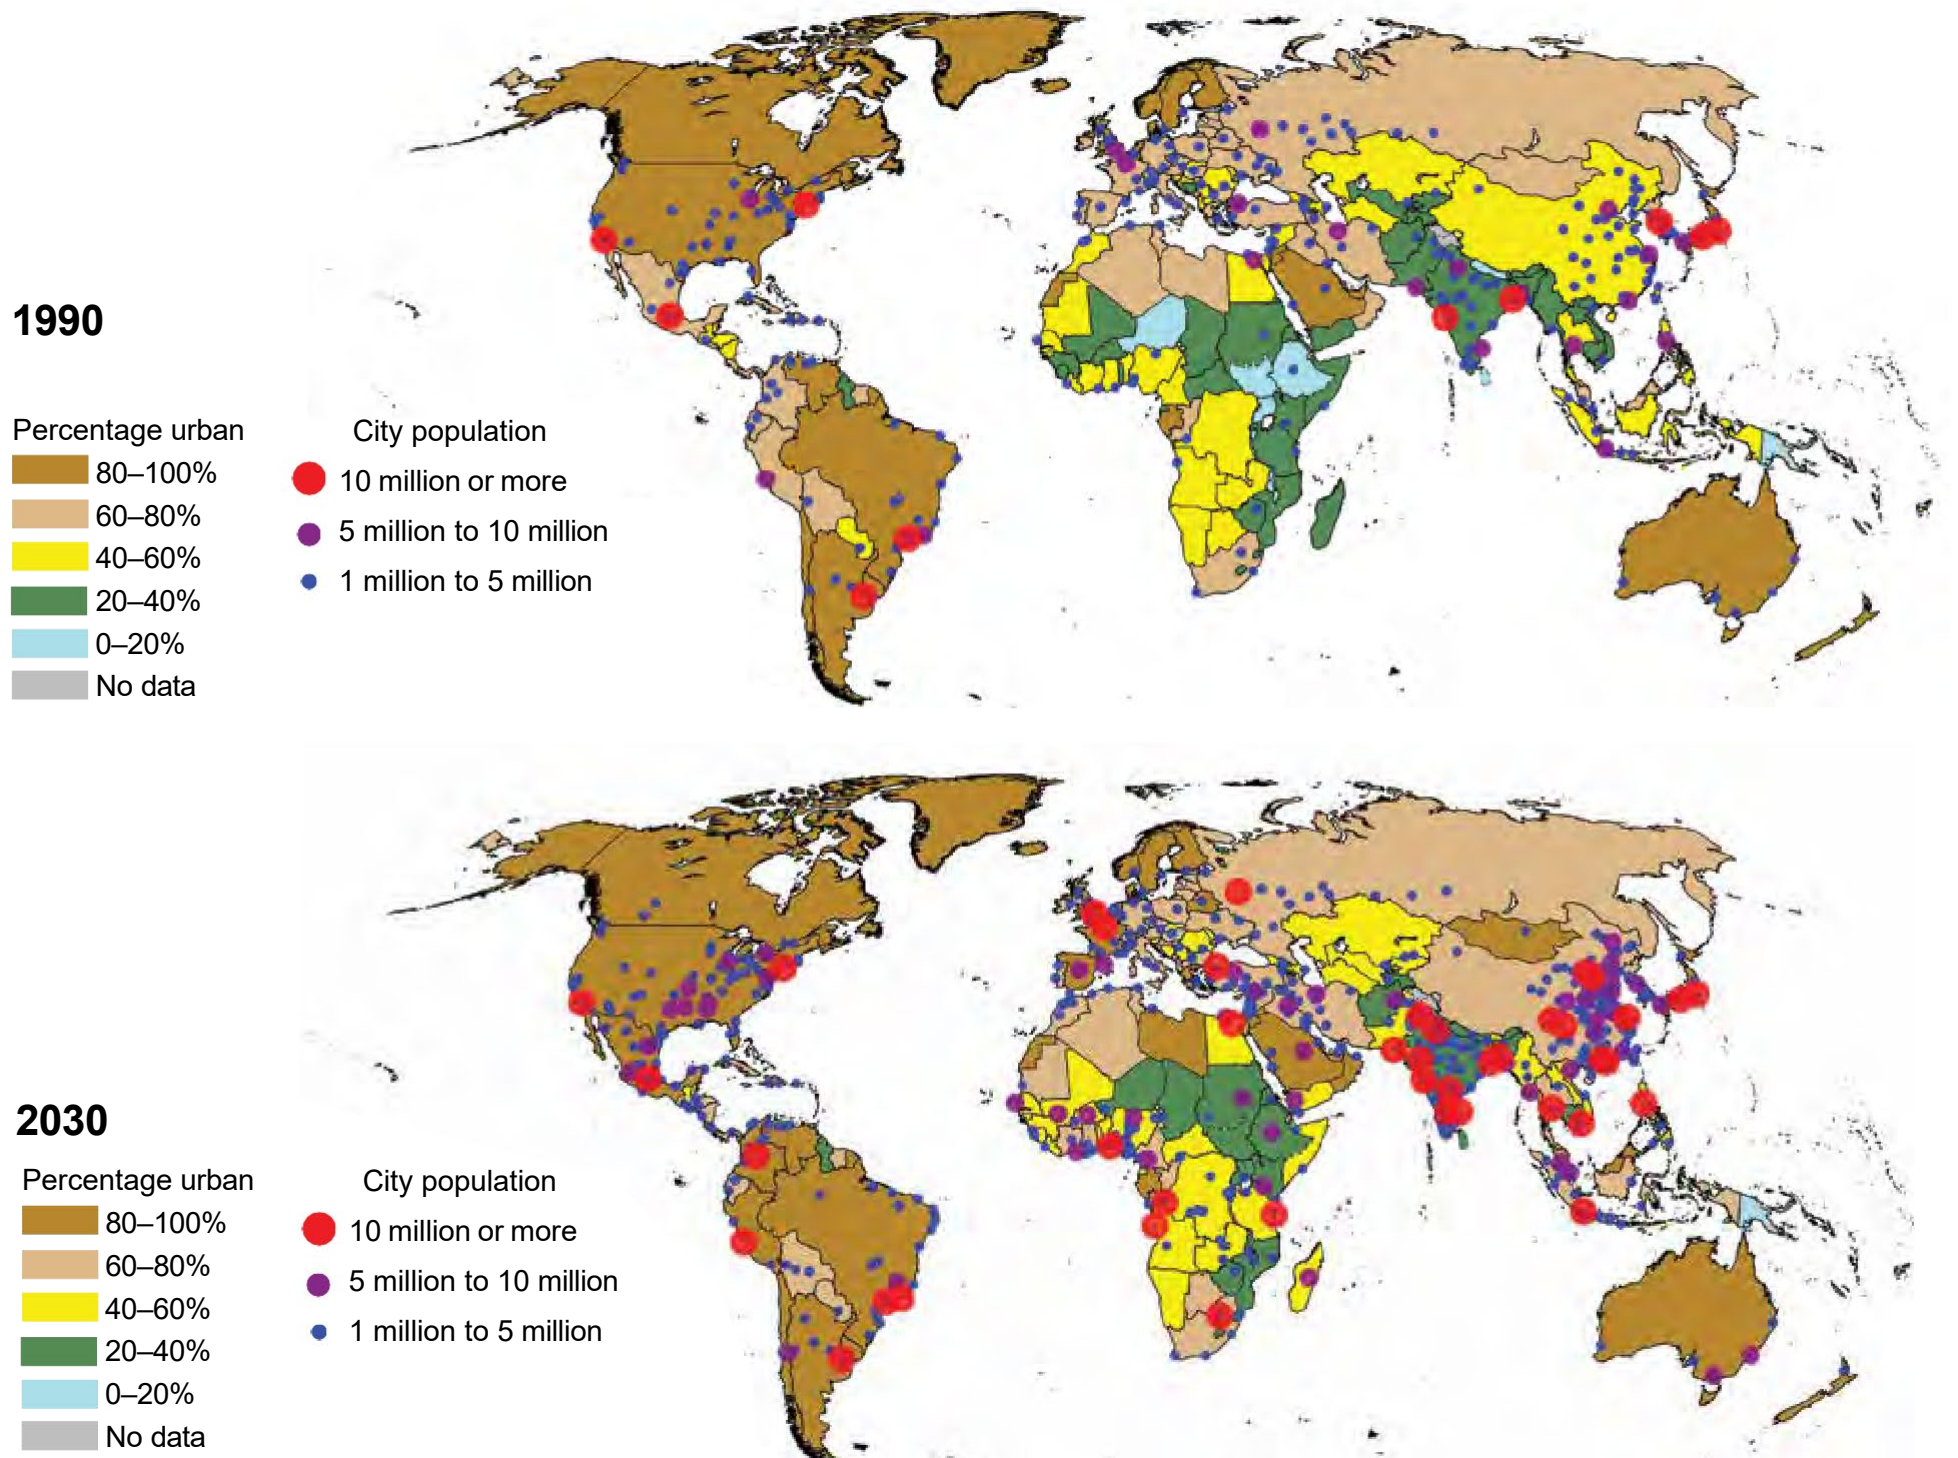 1990
Percentage urban
80–100%
60–80%
40–60%
20–40%
0–20%
No data
City population
10 million or more
5 million to 10 million
1 million to 5 million
2030
Percentage urban
80–100%
60–80%
40–60%
20–40%
0–20%
No data
City population
10 million or more
5 million to 10 million
1 million to 5 million